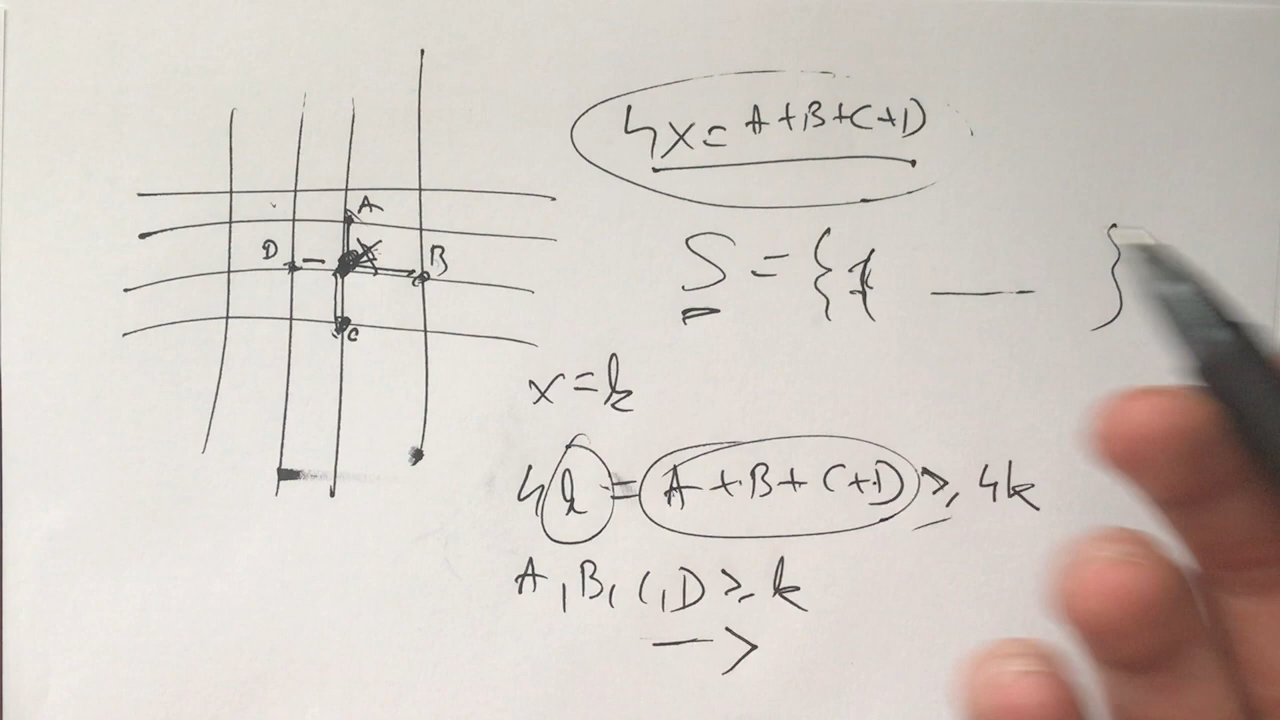 A
D
X
B
C
4x = A+B+C+D
S = { }
x = k
4k = A+B+C+D ≥ 4k
A, B, C, D ≥ k
→